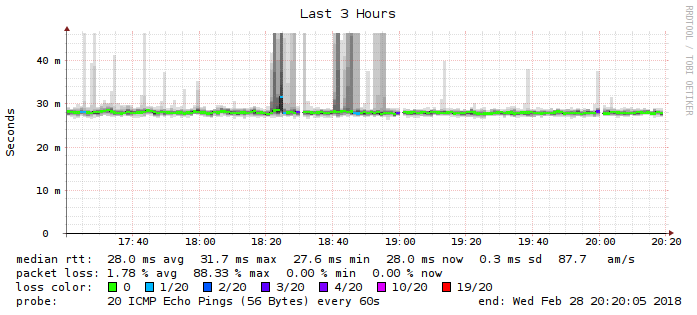 Last 3 Hours
RRDTOOL / TOBI OETIKER
Seconds
40 m
30 m
20 m
10 m
0
17:40 18:00 18:20 18:40 19:00 19:20 19:40 20:00 20:20
median rtt: 28.0 ms avg 31.7 ms max 27.6 ms min 28.0 ms now 0.3 ms sd 87.7 am/s
packet loss: 1.78 % avg 88.33 % max 0.00 % min 0.00 % now
loss color: 0 1/20 2/20 3/20 4/20 10/20 19/20
probe: 20 ICMP Echo Pings (56 Bytes) every 60s end: Wed Feb 28 20:20:05 2018